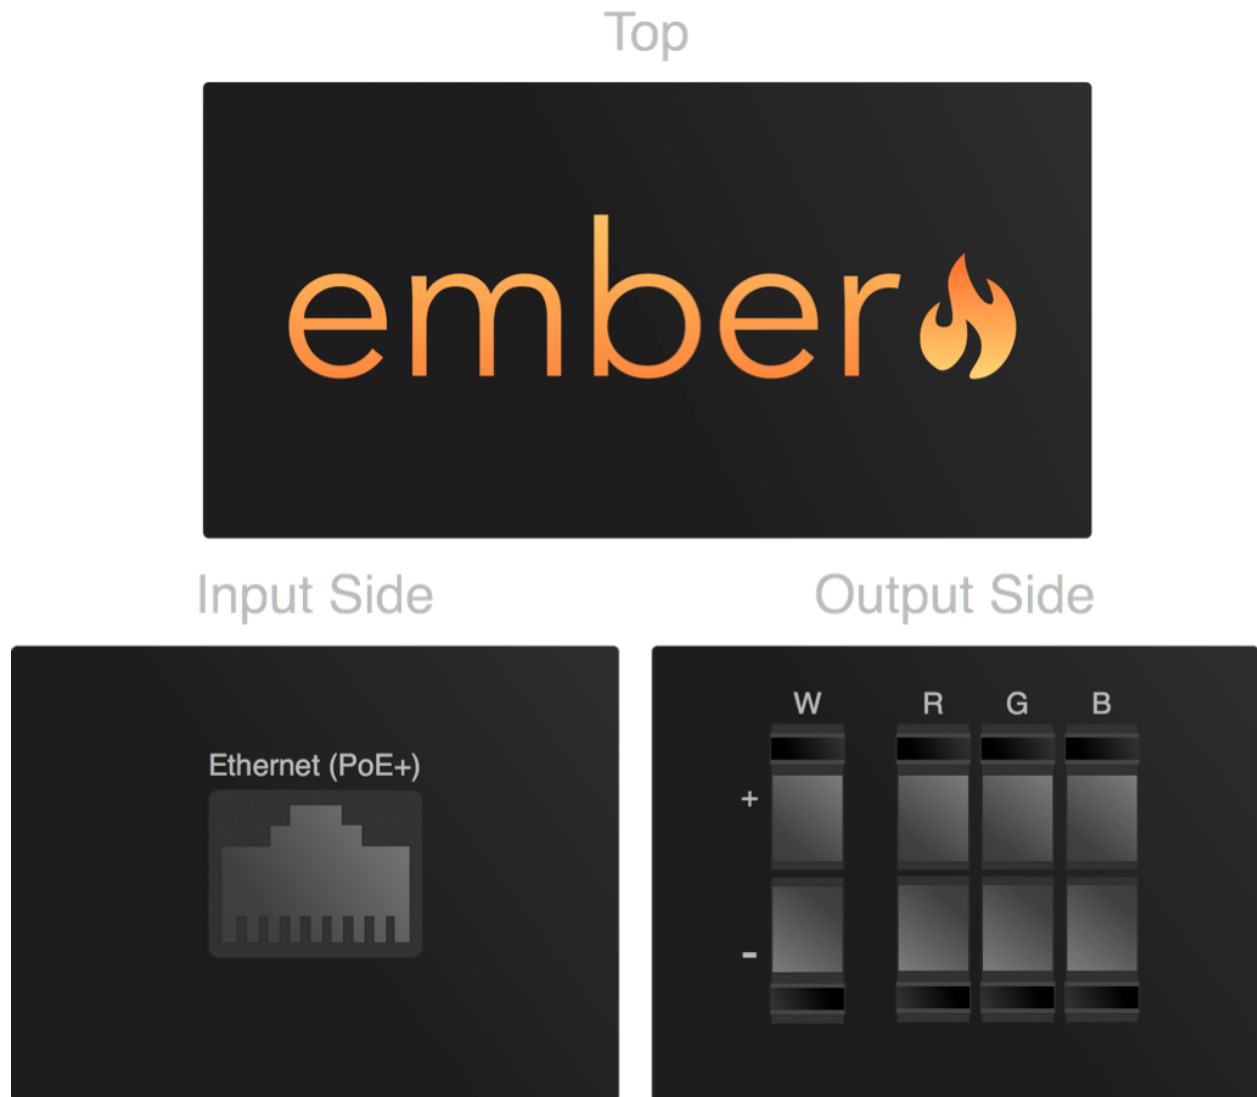 Top
ember
Input Side
Output Side
Ethernet (PoE+)
W R G B
+
-